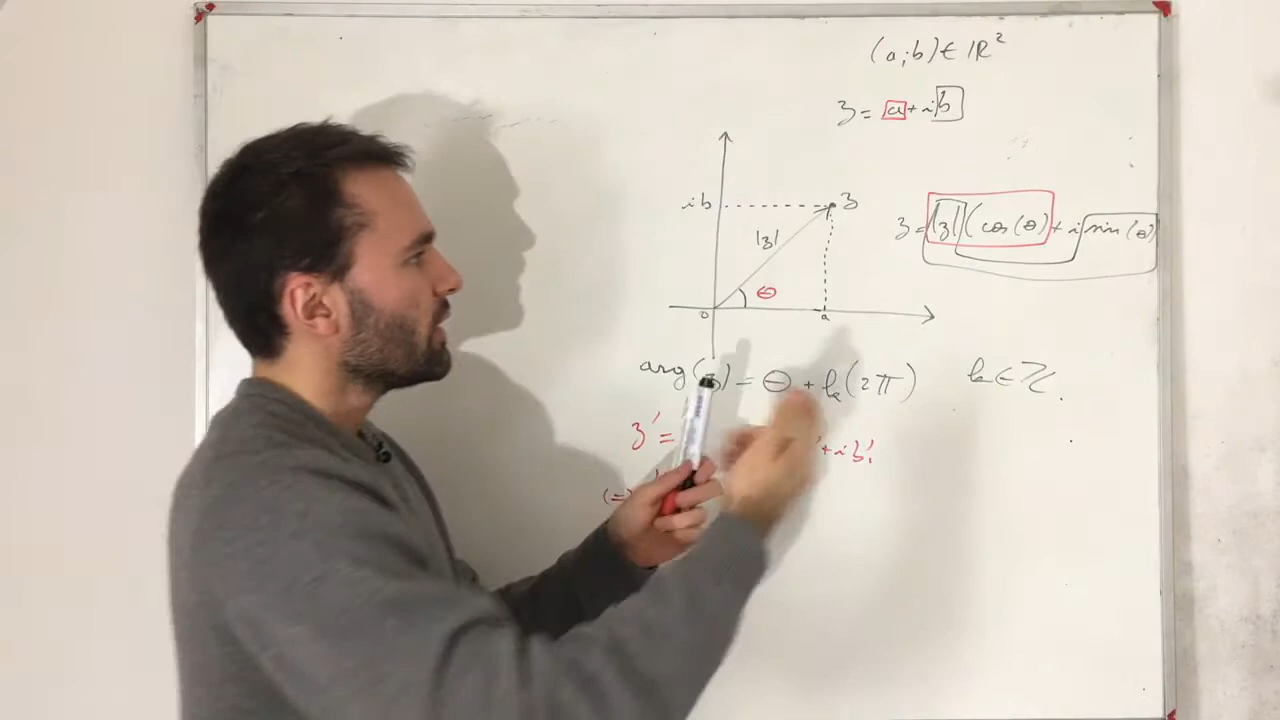 (a;b)∈ℝ²
z = a+ib
ib
z
|z|
z=|z|(cos(θ)+i sin(θ))
θ
0
a
arg(z) = θ + k(2π) k∈ℤ.
z' =
'+ib'
(=)